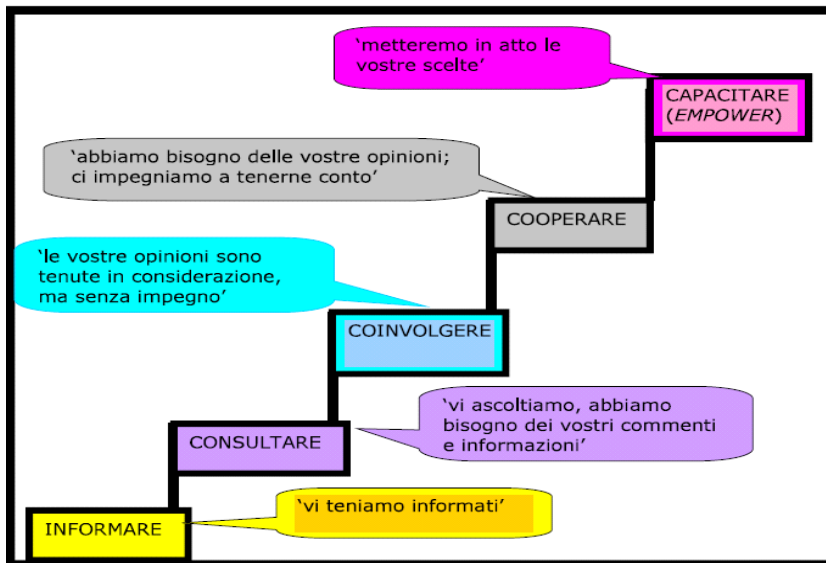 ‘metteremo in atto le
vostre scelte’
CAPACITARE
(EMPOWER)
‘abbiamo bisogno delle vostre opinioni;
ci impegniamo a tenerne conto’
COOPERARE
‘le vostre opinioni sono
tenute in considerazione,
ma senza impegno’
COINVOLGERE
‘vi ascoltiamo, abbiamo
bisogno dei vostri commenti
e informazioni’
CONSULTARE
‘vi teniamo informati’
INFORMARE